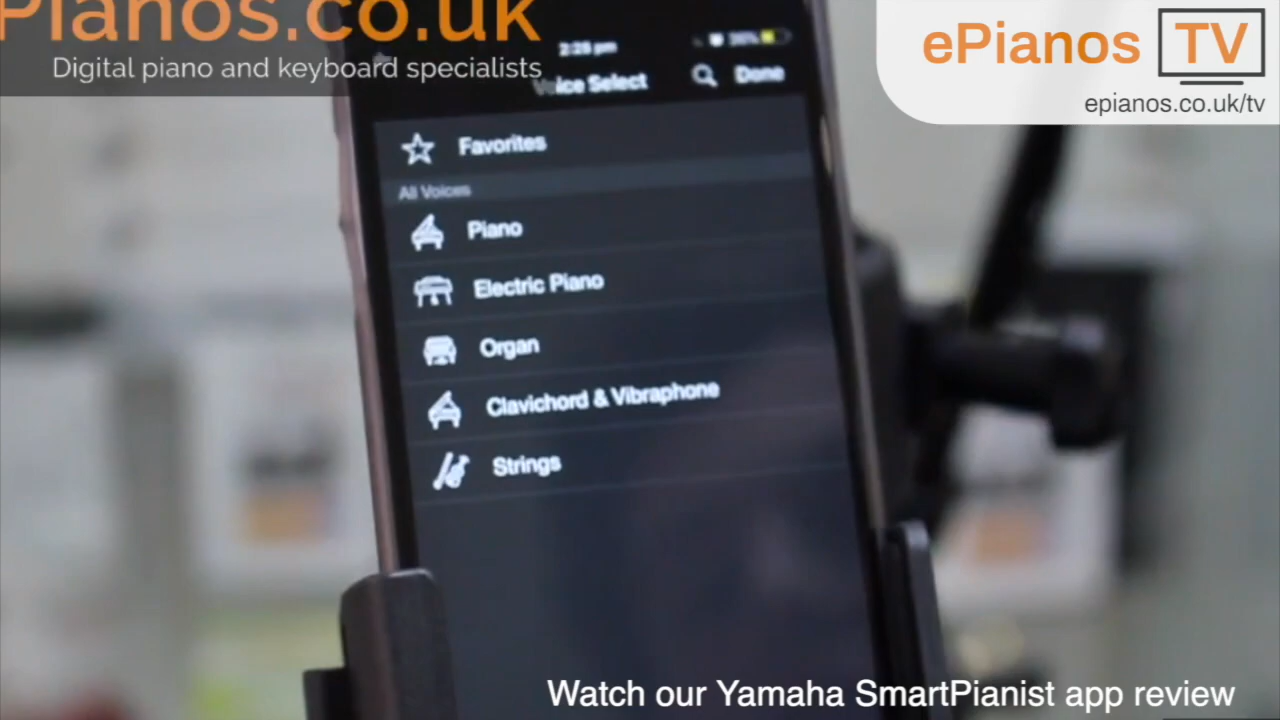 Pianos.co.uk
Digital piano and keyboard specialists
ePianos TV
epianos.co.uk/tv
2:25 pm
Voice Select
Done
Favorites
All Voices
Piano
Electric Piano
Organ
Clavichord & Vibraphone
Strings
Watch our Yamaha SmartPianist app review